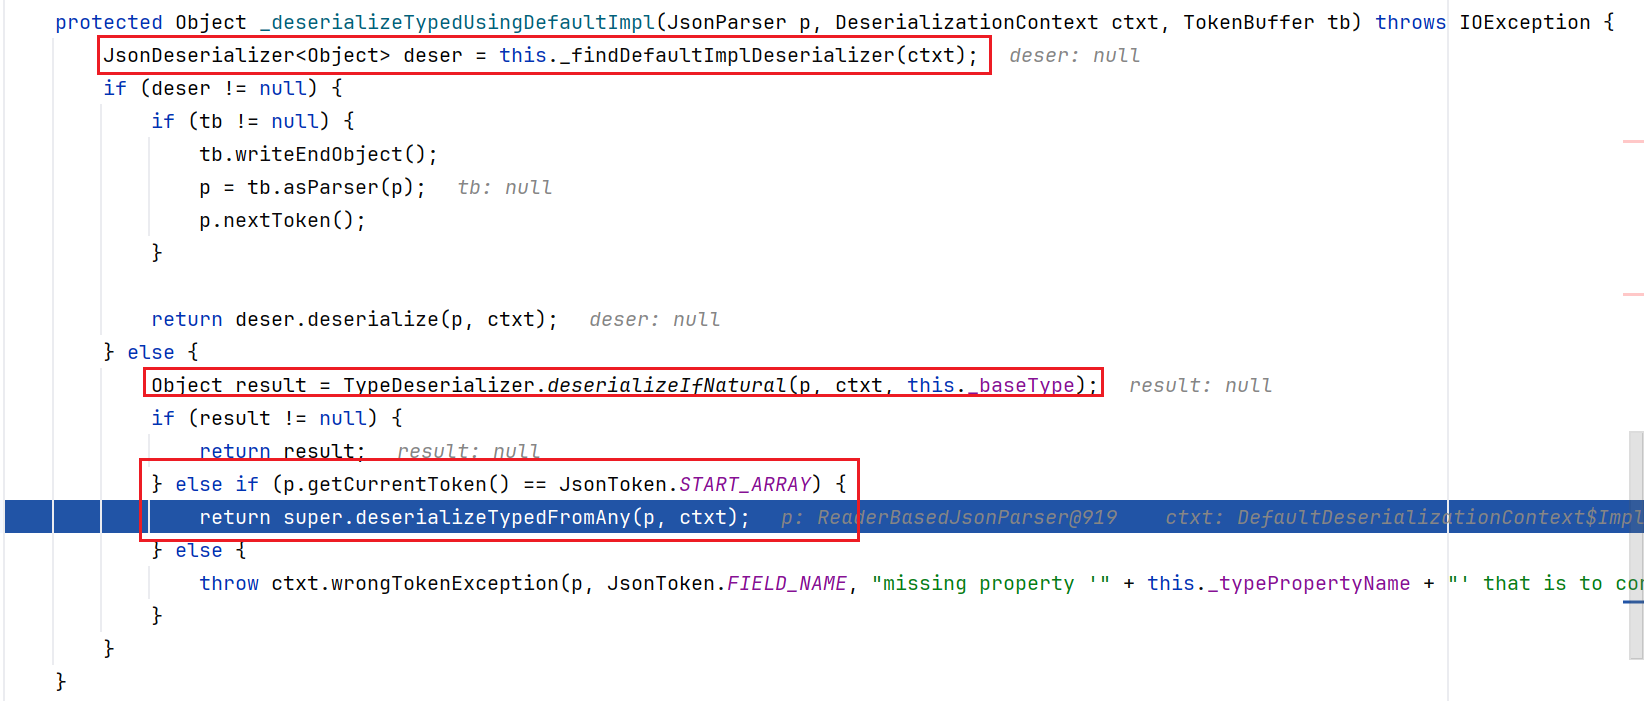 protected Object _deserializeTypedUsingDefaultImpl(JsonParser p, DeserializationContext ctxt, TokenBuffer tb) throws IOException {
JsonDeserializer<Object> deser = this._findDefaultImplDeserializer(ctxt); deser: null
if (deser != null) {
if (tb != null) {
tb.writeEndObject();
p = tb.asParser(p); tb: null
p.nextToken();
}
return deser.deserialize(p, ctxt); deser: null
} else {
Object result = TypeDeserializer.deserializeIfNatural(p, ctxt, this._baseType); result: null
if (result != null) {
return result; result: null
} else if (p.getCurrentToken() == JsonToken.START_ARRAY) {
return super.deserializeTypedFromAny(p, ctxt); p: ReaderBasedJsonParser@919 ctxt: DefaultDeserializationContext$Impl
} else {
throw ctxt.wrongTokenException(p, JsonToken.FIELD_NAME, "missing property '" + this._typePropertyName + "' that is to con
}
}
}